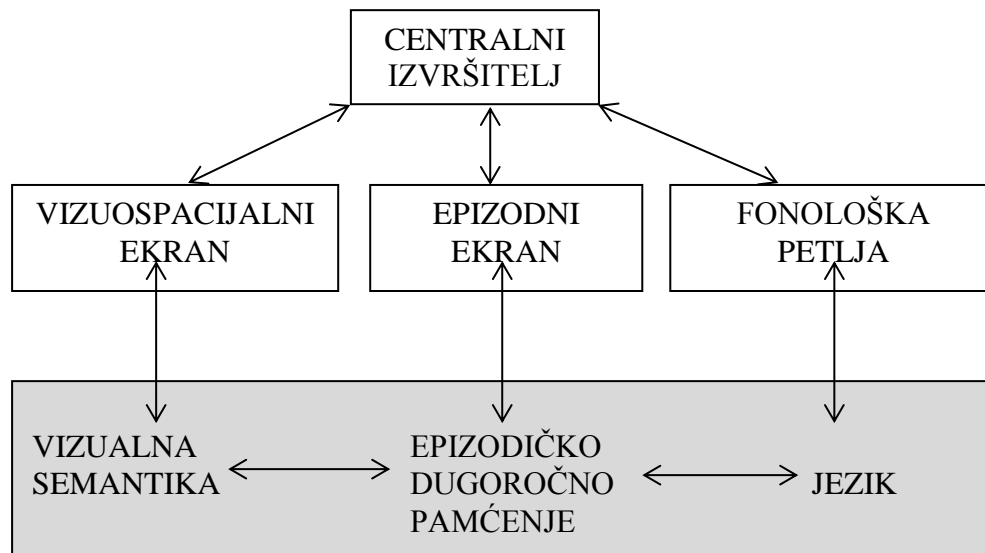 CENTRALNI
IZVRŠITELJ
VIZUOSPACIJALNI
EKRAN
EPIZODNI
EKRAN
FONOLOŠKA
PETLJA
VIZUALNA
SEMANTIKA
EPIZODIČKO
DUGOROČNO
PAMĆENJE
JEZIK